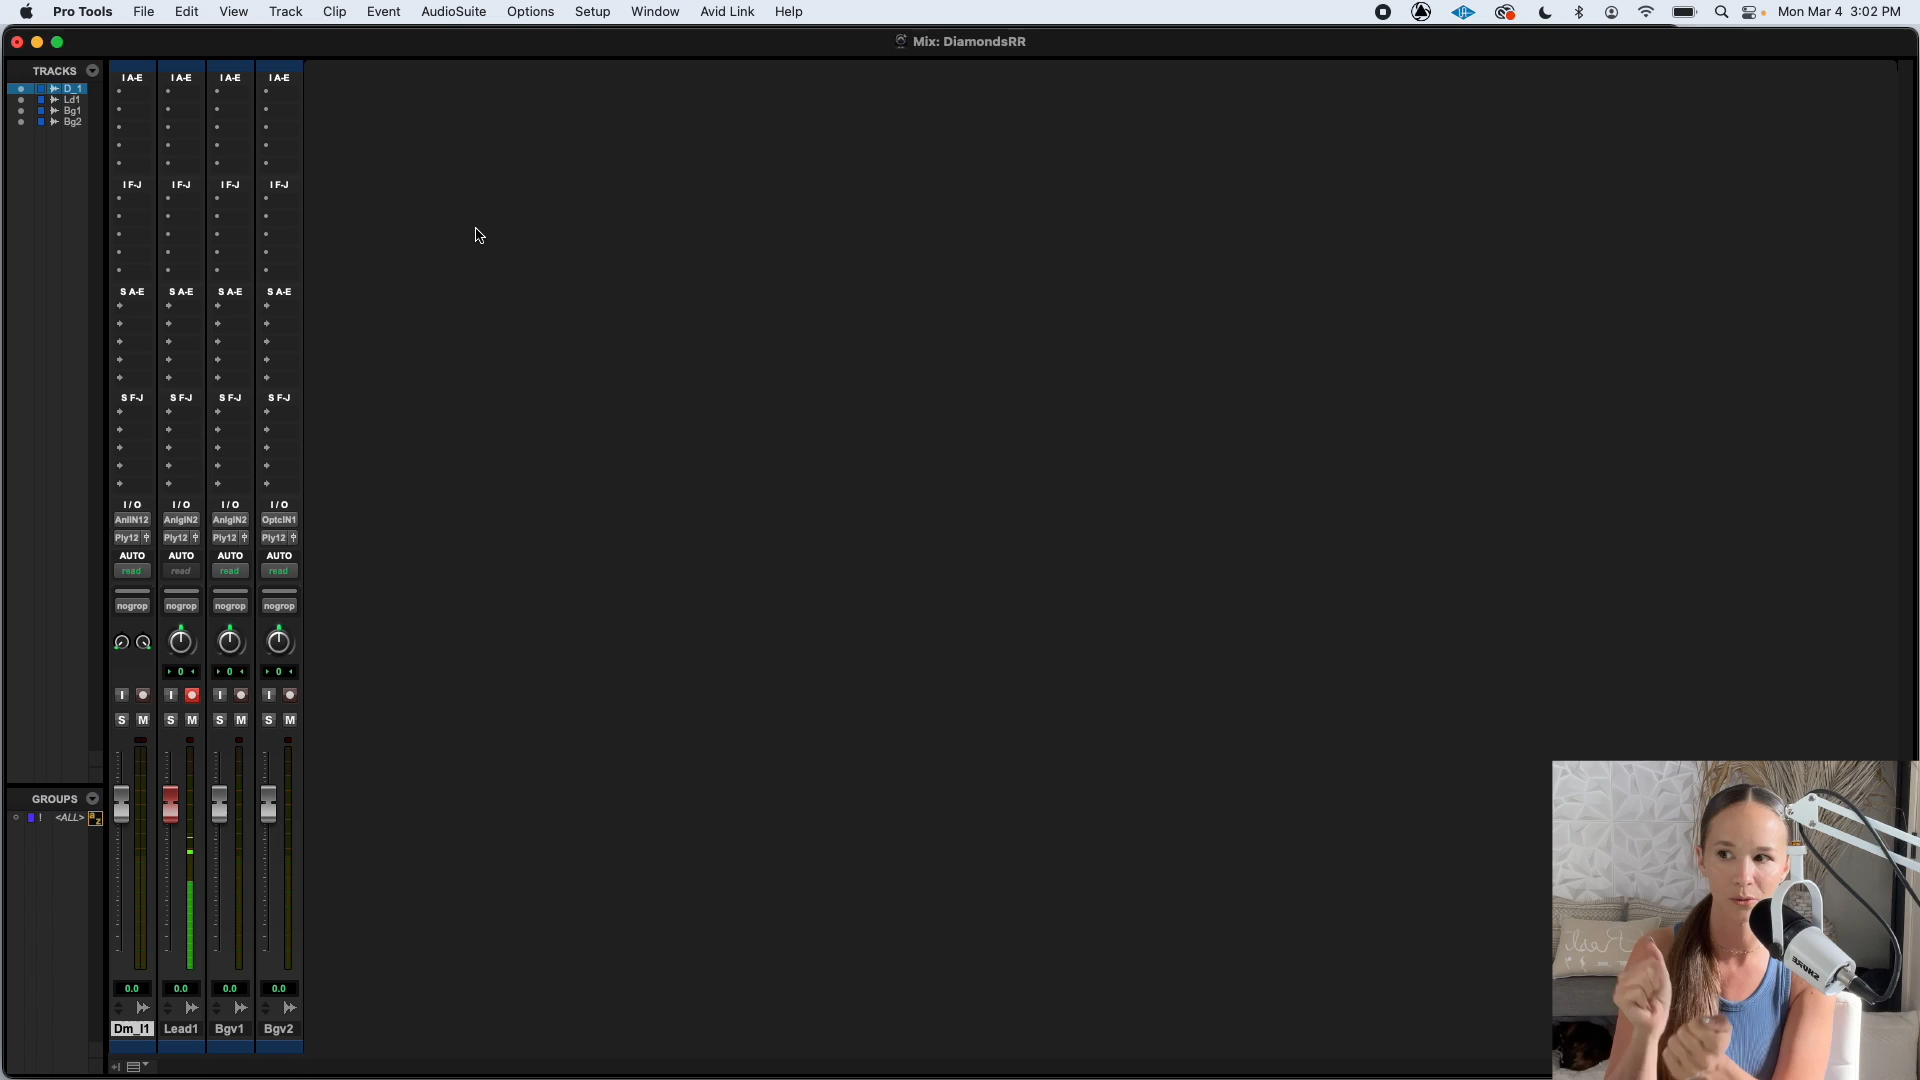 Pro Tools File Edit View Track Clip Event AudioSuite Options Setup Window Avid Link Help Mon Mar 4 3:02 PM
Mix: DiamondsRR
TRACKS
D_1
Ld1
Bg1
Bg2
I A-E I A-E I A-E I A-E
I F-J I F-J I F-J I F-J
S A-E S A-E S A-E S A-E
S F-J S F-J S F-J S F-J
I / O I / O I / O I / O
AnlIN12 AnlgIN2 AnlgIN2 OptcIN1
Ply12 Ply12 Ply12 Ply12
AUTO AUTO AUTO AUTO
read read read read
nogrop nogrop nogrop nogrop
0 0 0
I I I I
S M S M S M S M
GROUPS
! <ALL> a z
0.0 0.0 0.0 0.0
Dm_I1 Lead1 Bgv1 Bgv2
SHURE